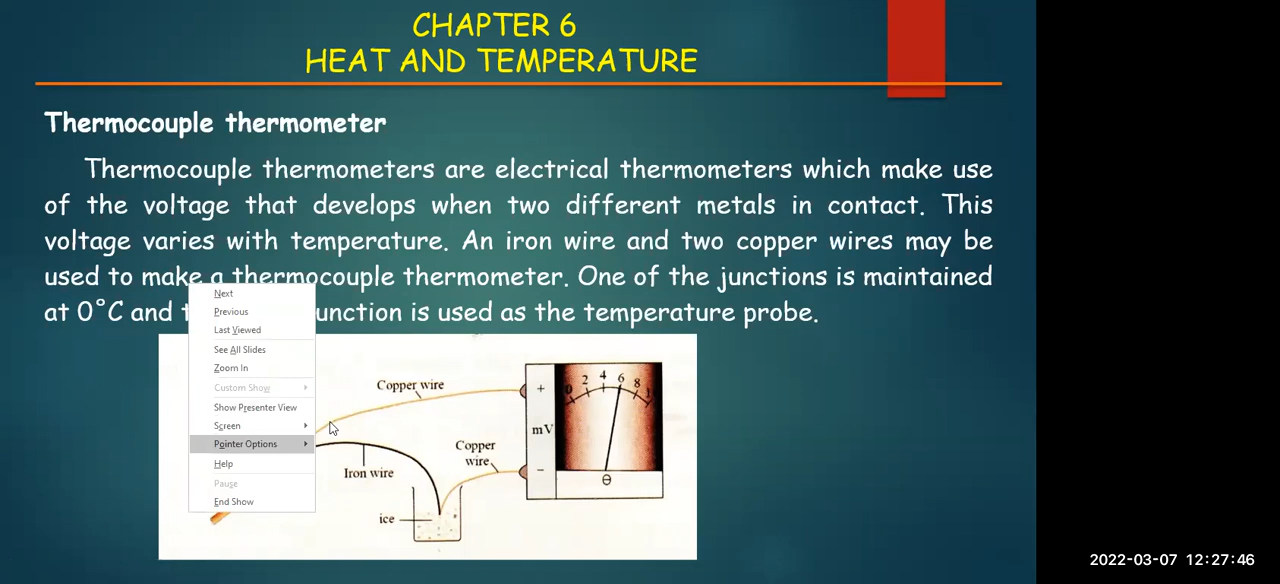 CHAPTER 6
HEAT AND TEMPERATURE
Thermocouple thermometer
Thermocouple thermometers are electrical thermometers which make use
of the voltage that develops when two different metals in contact. This
voltage varies with temperature. An iron wire and two copper wires may be
used to make a thermocouple thermometer. One of the junctions is maintained
at 0°C and unction is used as the temperature probe.
Next
Previous
Last Viewed
See All Slides
Zoom In
Custom Show
Show Presenter View
Screen
Pointer Options
Help
Pause
End Show
Copper wire
Iron wire
Copper
wire
ice
+
mV
-
0 2 4 6 8 1
θ
2022-03-07 12:27:46